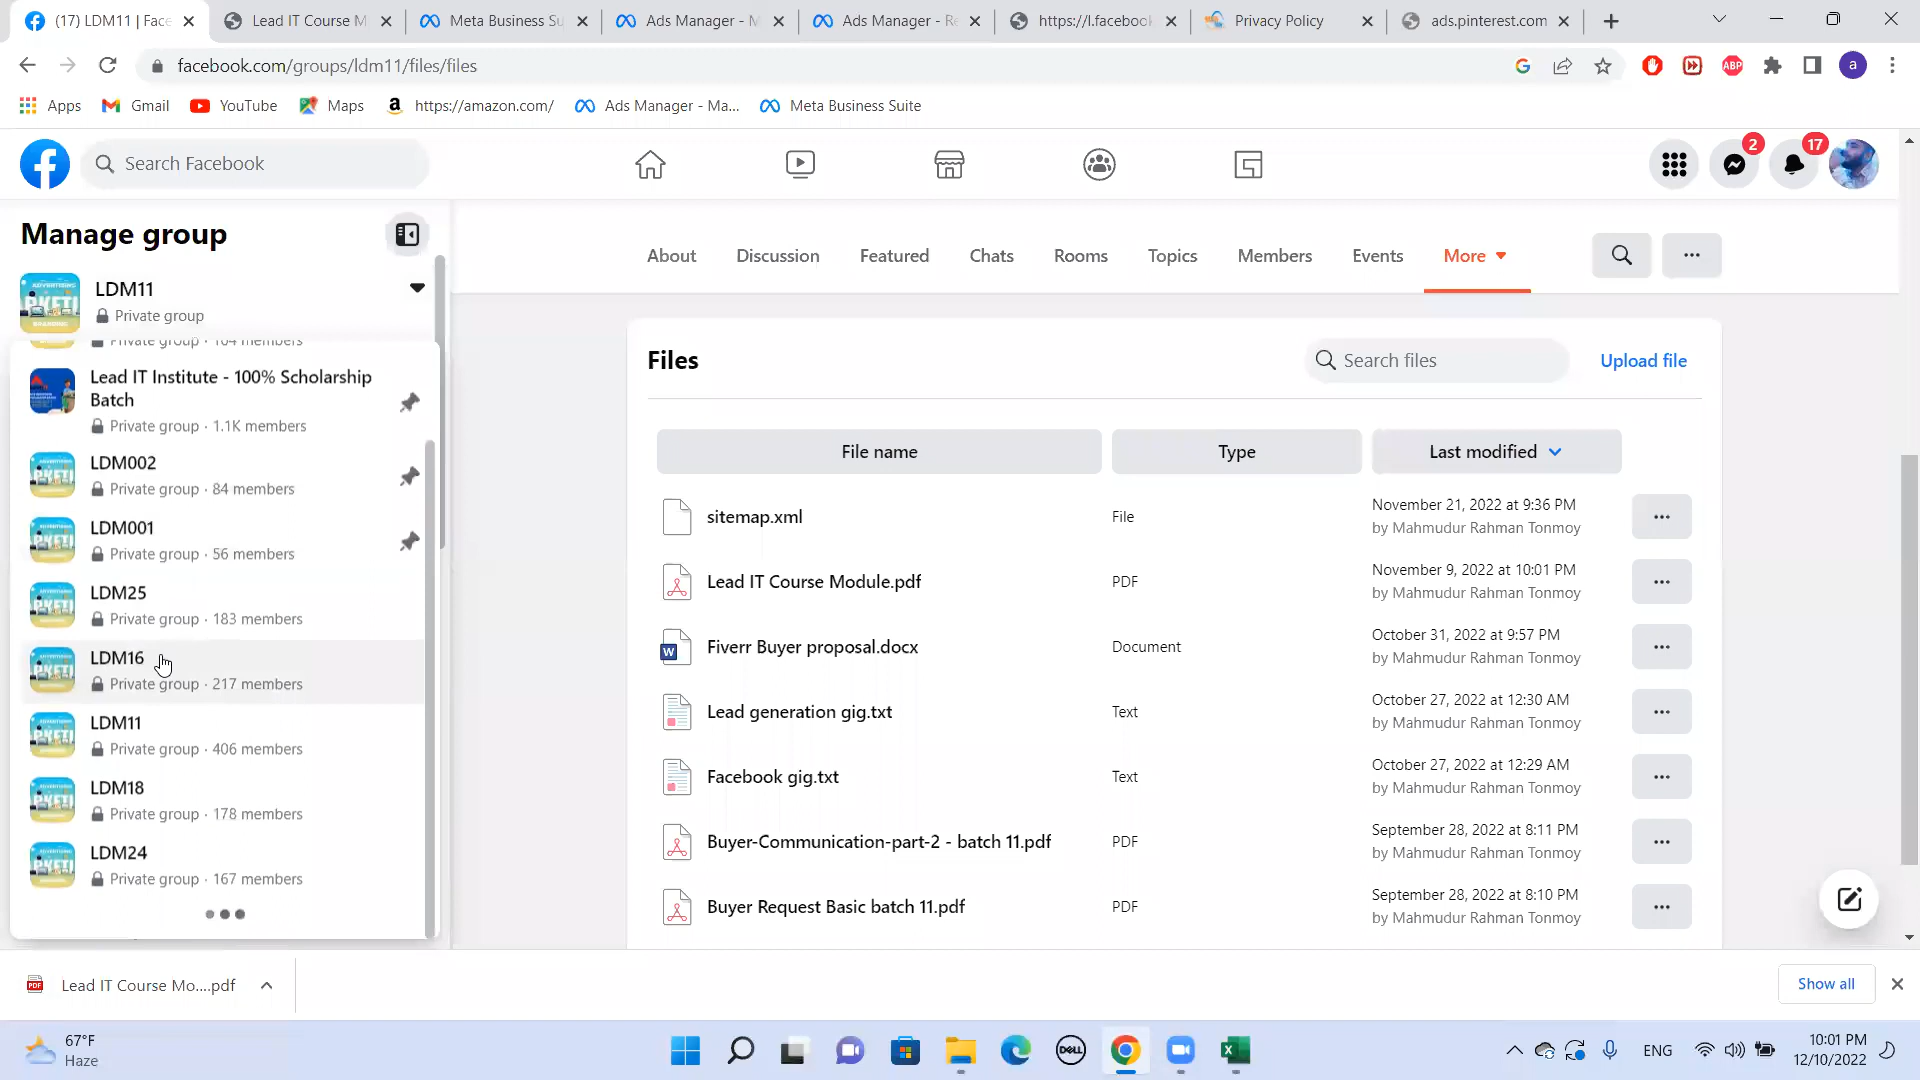 (17) LDM11 | Face
Lead IT Course M
Meta Business Su
Ads Manager - M
Ads Manager - Re
https://l.facebook
Privacy Policy
ads.pinterest.com
facebook.com/groups/ldm11/files/files
ABP
a
Apps
Gmail
YouTube
Maps
https://amazon.com/
Ads Manager - Ma...
Meta Business Suite
Search Facebook
2
17
Manage group
LDM11
Private group
About
Discussion
Featured
Chats
Rooms
Topics
Members
Events
More
Private group · 104 members
Lead IT Institute - 100% Scholarship
Batch
Private group · 1.1K members
LDM002
Private group · 84 members
LDM001
Private group · 56 members
LDM25
Private group · 183 members
LDM16
Private group · 217 members
LDM11
Private group · 406 members
LDM18
Private group · 178 members
LDM24
Private group · 167 members
Files
Search files
Upload file
File name
Type
Last modified
sitemap.xml
File
November 21, 2022 at 9:36 PM
by Mahmudur Rahman Tonmoy
Lead IT Course Module.pdf
PDF
November 9, 2022 at 10:01 PM
by Mahmudur Rahman Tonmoy
Fiverr Buyer proposal.docx
Document
October 31, 2022 at 9:57 PM
by Mahmudur Rahman Tonmoy
Lead generation gig.txt
Text
October 27, 2022 at 12:30 AM
by Mahmudur Rahman Tonmoy
Facebook gig.txt
Text
October 27, 2022 at 12:29 AM
by Mahmudur Rahman Tonmoy
Buyer-Communication-part-2 - batch 11.pdf
PDF
September 28, 2022 at 8:11 PM
by Mahmudur Rahman Tonmoy
Buyer Request Basic batch 11.pdf
PDF
September 28, 2022 at 8:10 PM
by Mahmudur Rahman Tonmoy
PDF
Lead IT Course Mo....pdf
Show all
67°F
Haze
DELL
ENG
10:01 PM
12/10/2022